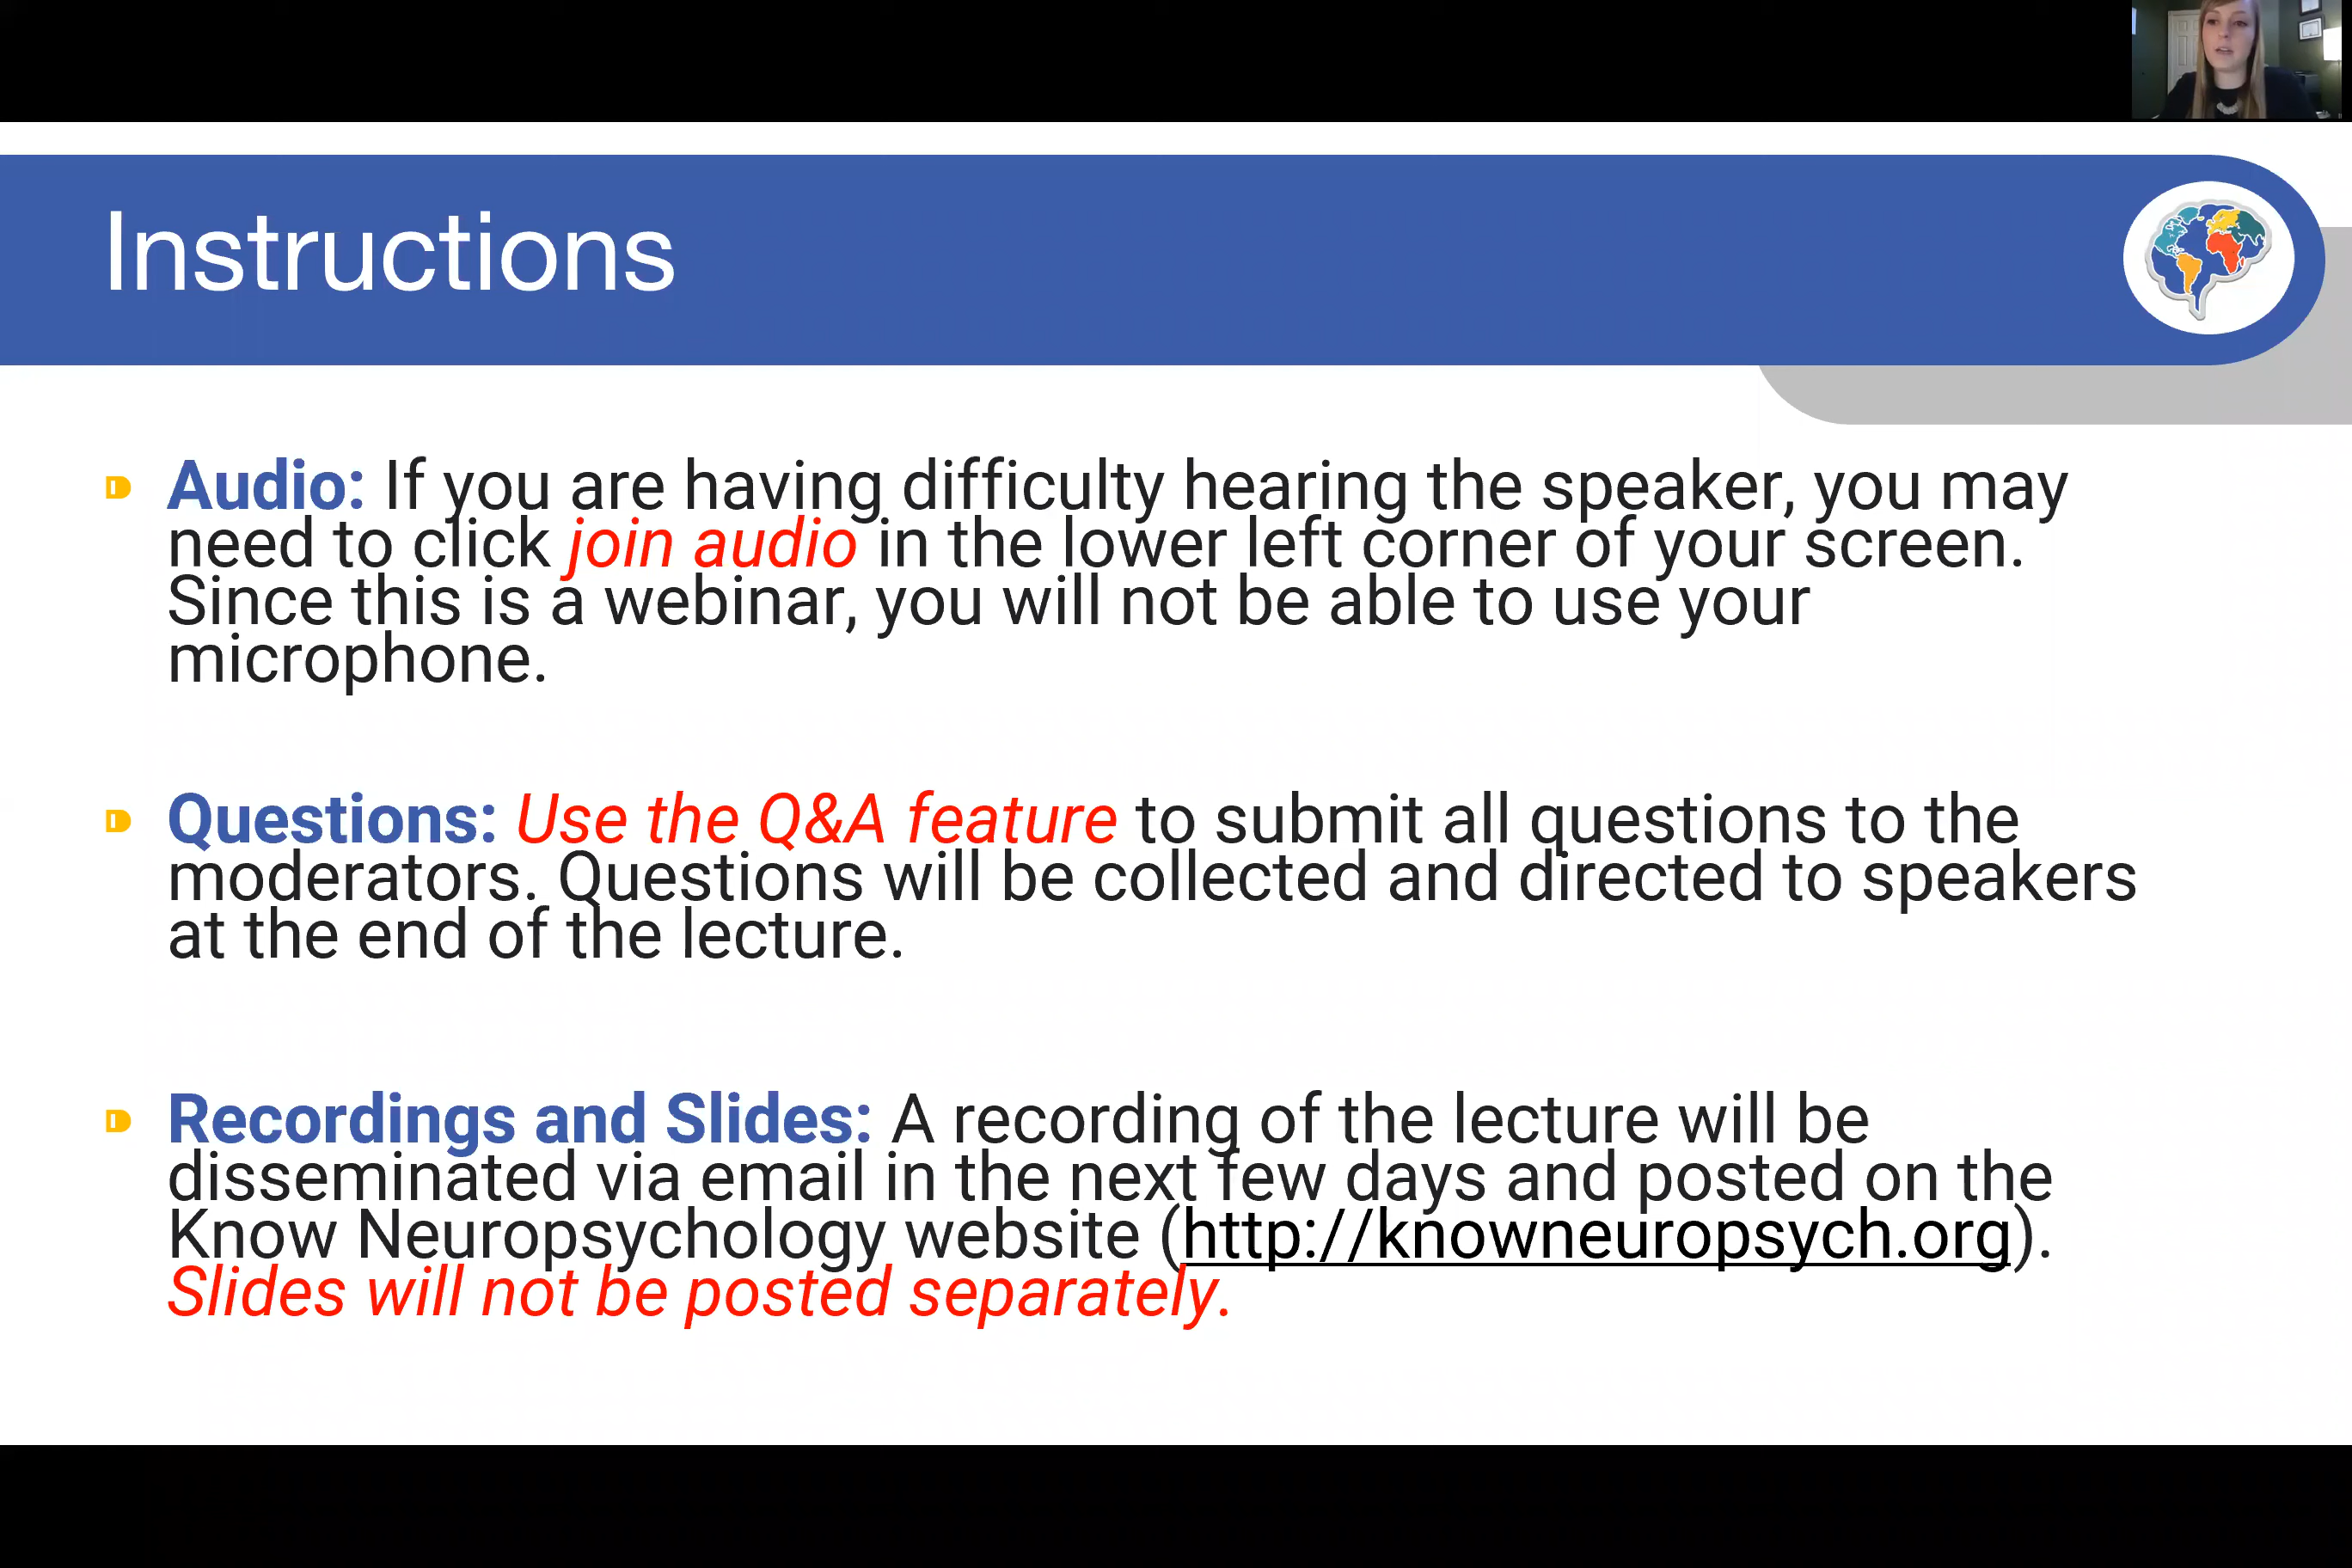 Instructions
Audio: If you are having difficulty hearing the speaker, you may
need to click join audio in the lower left corner of your screen.
Since this is a webinar, you will not be able to use your
microphone.
Questions: Use the Q&A feature to submit all questions to the
moderators. Questions will be collected and directed to speakers
at the end of the lecture.
Recordings and Slides: A recording of the lecture will be
disseminated via email in the next few days and posted on the
Know Neuropsychology website (http://knowneuropsych.org).
Slides will not be posted separately.